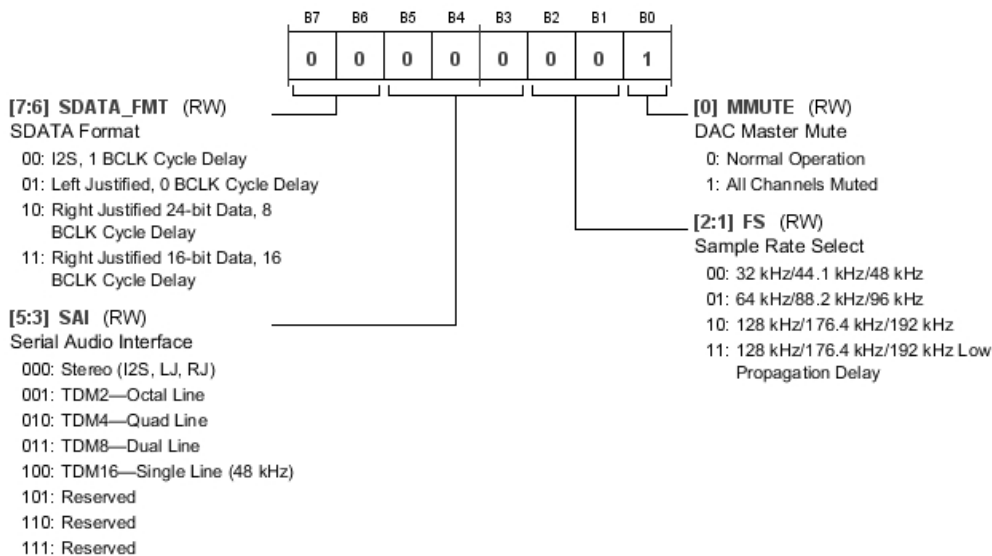 B7 B6 B5 B4 B3 B2 B1 B0
0 0 0 0 0 0 0 1
[7:6] SDATA_FMT (RW)
SDATA Format
00: I2S, 1 BCLK Cycle Delay
01: Left Justified, 0 BCLK Cycle Delay
10: Right Justified 24-bit Data, 8
BCLK Cycle Delay
11: Right Justified 16-bit Data, 16
BCLK Cycle Delay
[5:3] SAI (RW)
Serial Audio Interface
000: Stereo (I2S, LJ, RJ)
001: TDM2—Octal Line
010: TDM4—Quad Line
011: TDM8—Dual Line
100: TDM16—Single Line (48 kHz)
101: Reserved
110: Reserved
111: Reserved
[0] MMUTE (RW)
DAC Master Mute
0: Normal Operation
1: All Channels Muted
[2:1] FS (RW)
Sample Rate Select
00: 32 kHz/44.1 kHz/48 kHz
01: 64 kHz/88.2 kHz/96 kHz
10: 128 kHz/176.4 kHz/192 kHz
11: 128 kHz/176.4 kHz/192 kHz Low
Propagation Delay